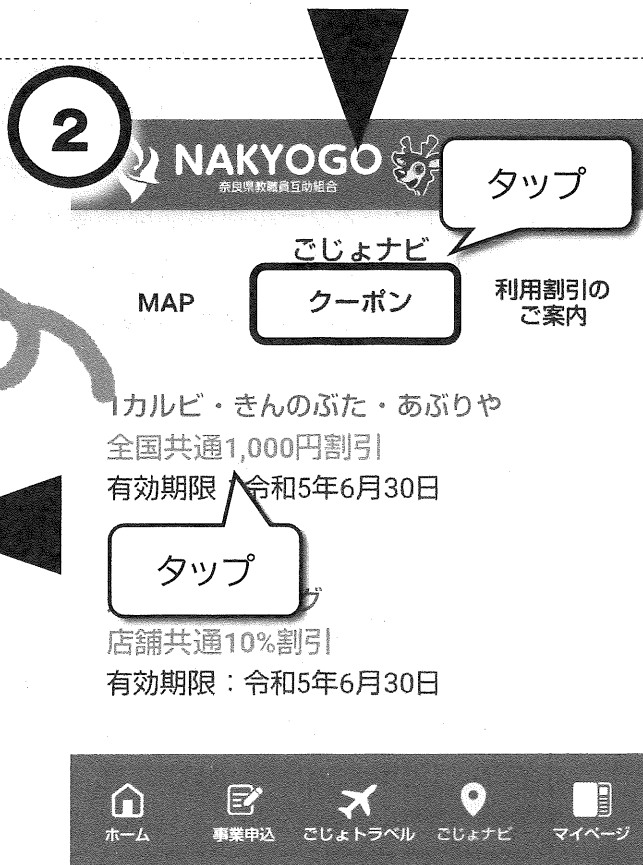 2
NAKYOGO
奈良県教職員互助組合
タップ
ごじょナビ
MAP
クーポン
利用割引の
ご案内
1カルビ・きんのぶた・あぶりや
全国共通1,000円割引
有効期限 令和5年6月30日
タップ
グ
店舗共通10%割引
有効期限:令和5年6月30日
ホーム
事業申込
ごじょトラベル
ごじょナビ
マイページ